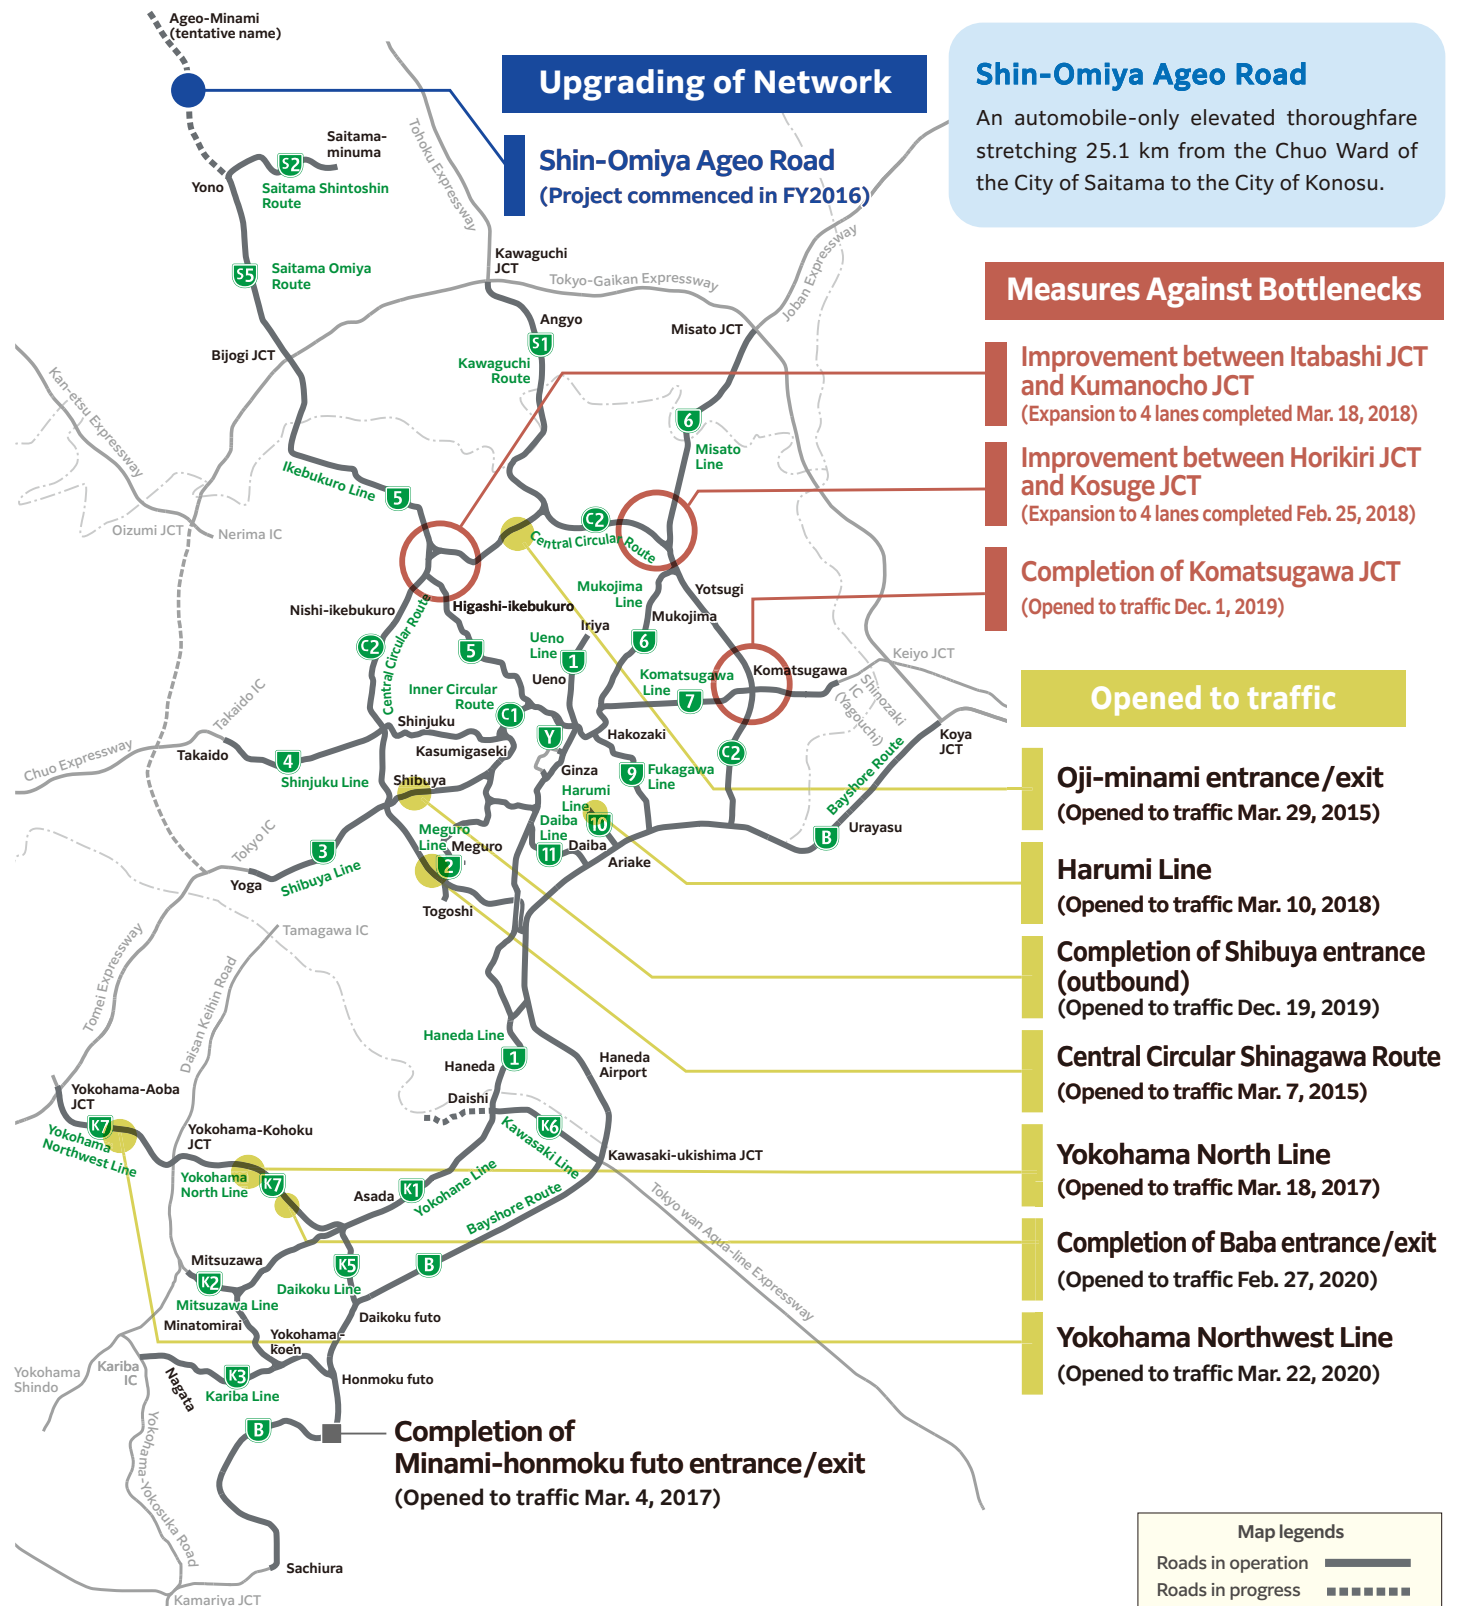 Ageo-Minami
(tentative name)
Upgrading of Network
Shin-Omiya Ageo Road
(Project commenced in FY2016)
Shin-Omiya Ageo Road
An automobile-only elevated thoroughfare
stretching 25.1 km from the Chuo Ward of
the City of Saitama to the City of Konosu.
Saitama-
minuma
S2
Yono
Saitama Shintoshin
Route
Tohoku Expressway
S5
Saitama Omiya
Route
Kawaguchi
JCT
Tokyo-Gaikan Expressway
Joban Expressway
Measures Against Bottlenecks
Angyo
S1
Misato JCT
Bijogi JCT
Kawaguchi
Route
Improvement between Itabashi JCT
and Kumanocho JCT
(Expansion to 4 lanes completed Mar. 18, 2018)
Kan-etsu Expressway
6
Misato
Line
Improvement between Horikiri JCT
and Kosuge JCT
(Expansion to 4 lanes completed Feb. 25, 2018)
Ikebukuro Line
5
Oizumi JCT
Nerima IC
C2
Central Circular Route
Completion of Komatsugawa JCT
(Opened to traffic Dec. 1, 2019)
Mukojima
Line
Yotsugi
Nishi-ikebukuro
Higashi-ikebukuro
Iriya
Mukojima
C2
Central Circular Route
5
Ueno
Line
1
6
Keiyo JCT
Ueno
Komatsugawa
Line
7
Komatsugawa
Shinozaki
IC
(Yagouchi)
Inner Circular
Route
C1
Takaido IC
Shinjuku
Y
Hakozaki
Koya
JCT
Opened to traffic
Chuo Expressway
Takaido
4
Shinjuku Line
Kasumigaseki
C2
Shibuya
Ginza
9
Fukagawa
Line
Bayshore Route
Harumi
Line
10
Oji-minami entrance/exit
(Opened to traffic Mar. 29, 2015)
Tokyo IC
3
Shibuya Line
Yoga
Meguro
Line
Meguro
2
Daiba
Line
11
Daiba
Ariake
B
Urayasu
Harumi Line
(Opened to traffic Mar. 10, 2018)
Togoshi
Tamagawa IC
Completion of Shibuya entrance
(outbound)
(Opened to traffic Dec. 19, 2019)
Tomei Expressway
Daisan Keihin Road
Haneda Line
1
Haneda
Haneda
Airport
Central Circular Shinagawa Route
(Opened to traffic Mar. 7, 2015)
Yokohama-Aoba
JCT
K7
Yokohama
Northwest Line
Daishi
K6
Kawasaki Line
Yokohama-Kohoku
JCT
Kawasaki-ukishima JCT
Yokohama North Line
(Opened to traffic Mar. 18, 2017)
Yokohama
North Line
K7
Asada
K1
Yokohane Line
Bayshore Route
Tokyo wan Aqua-line Expressway
Completion of Baba entrance/exit
(Opened to traffic Feb. 27, 2020)
Mitsuzawa
K2
Mitsuzawa Line
K5
Daikoku Line
B
Minatomirai
Daikoku futo
Yokohama-
koen
Yokohama Northwest Line
(Opened to traffic Mar. 22, 2020)
Yokohama
Shindo
Kariba
IC
Nagata
K3
Kariba Line
Honmoku futo
B
Completion of
Minami-honmoku futo entrance/exit
(Opened to traffic Mar. 4, 2017)
Yokohama-Yokosuka Road
Sachiura
Kamariya JCT
Map legends
Roads in operation
Roads in progress